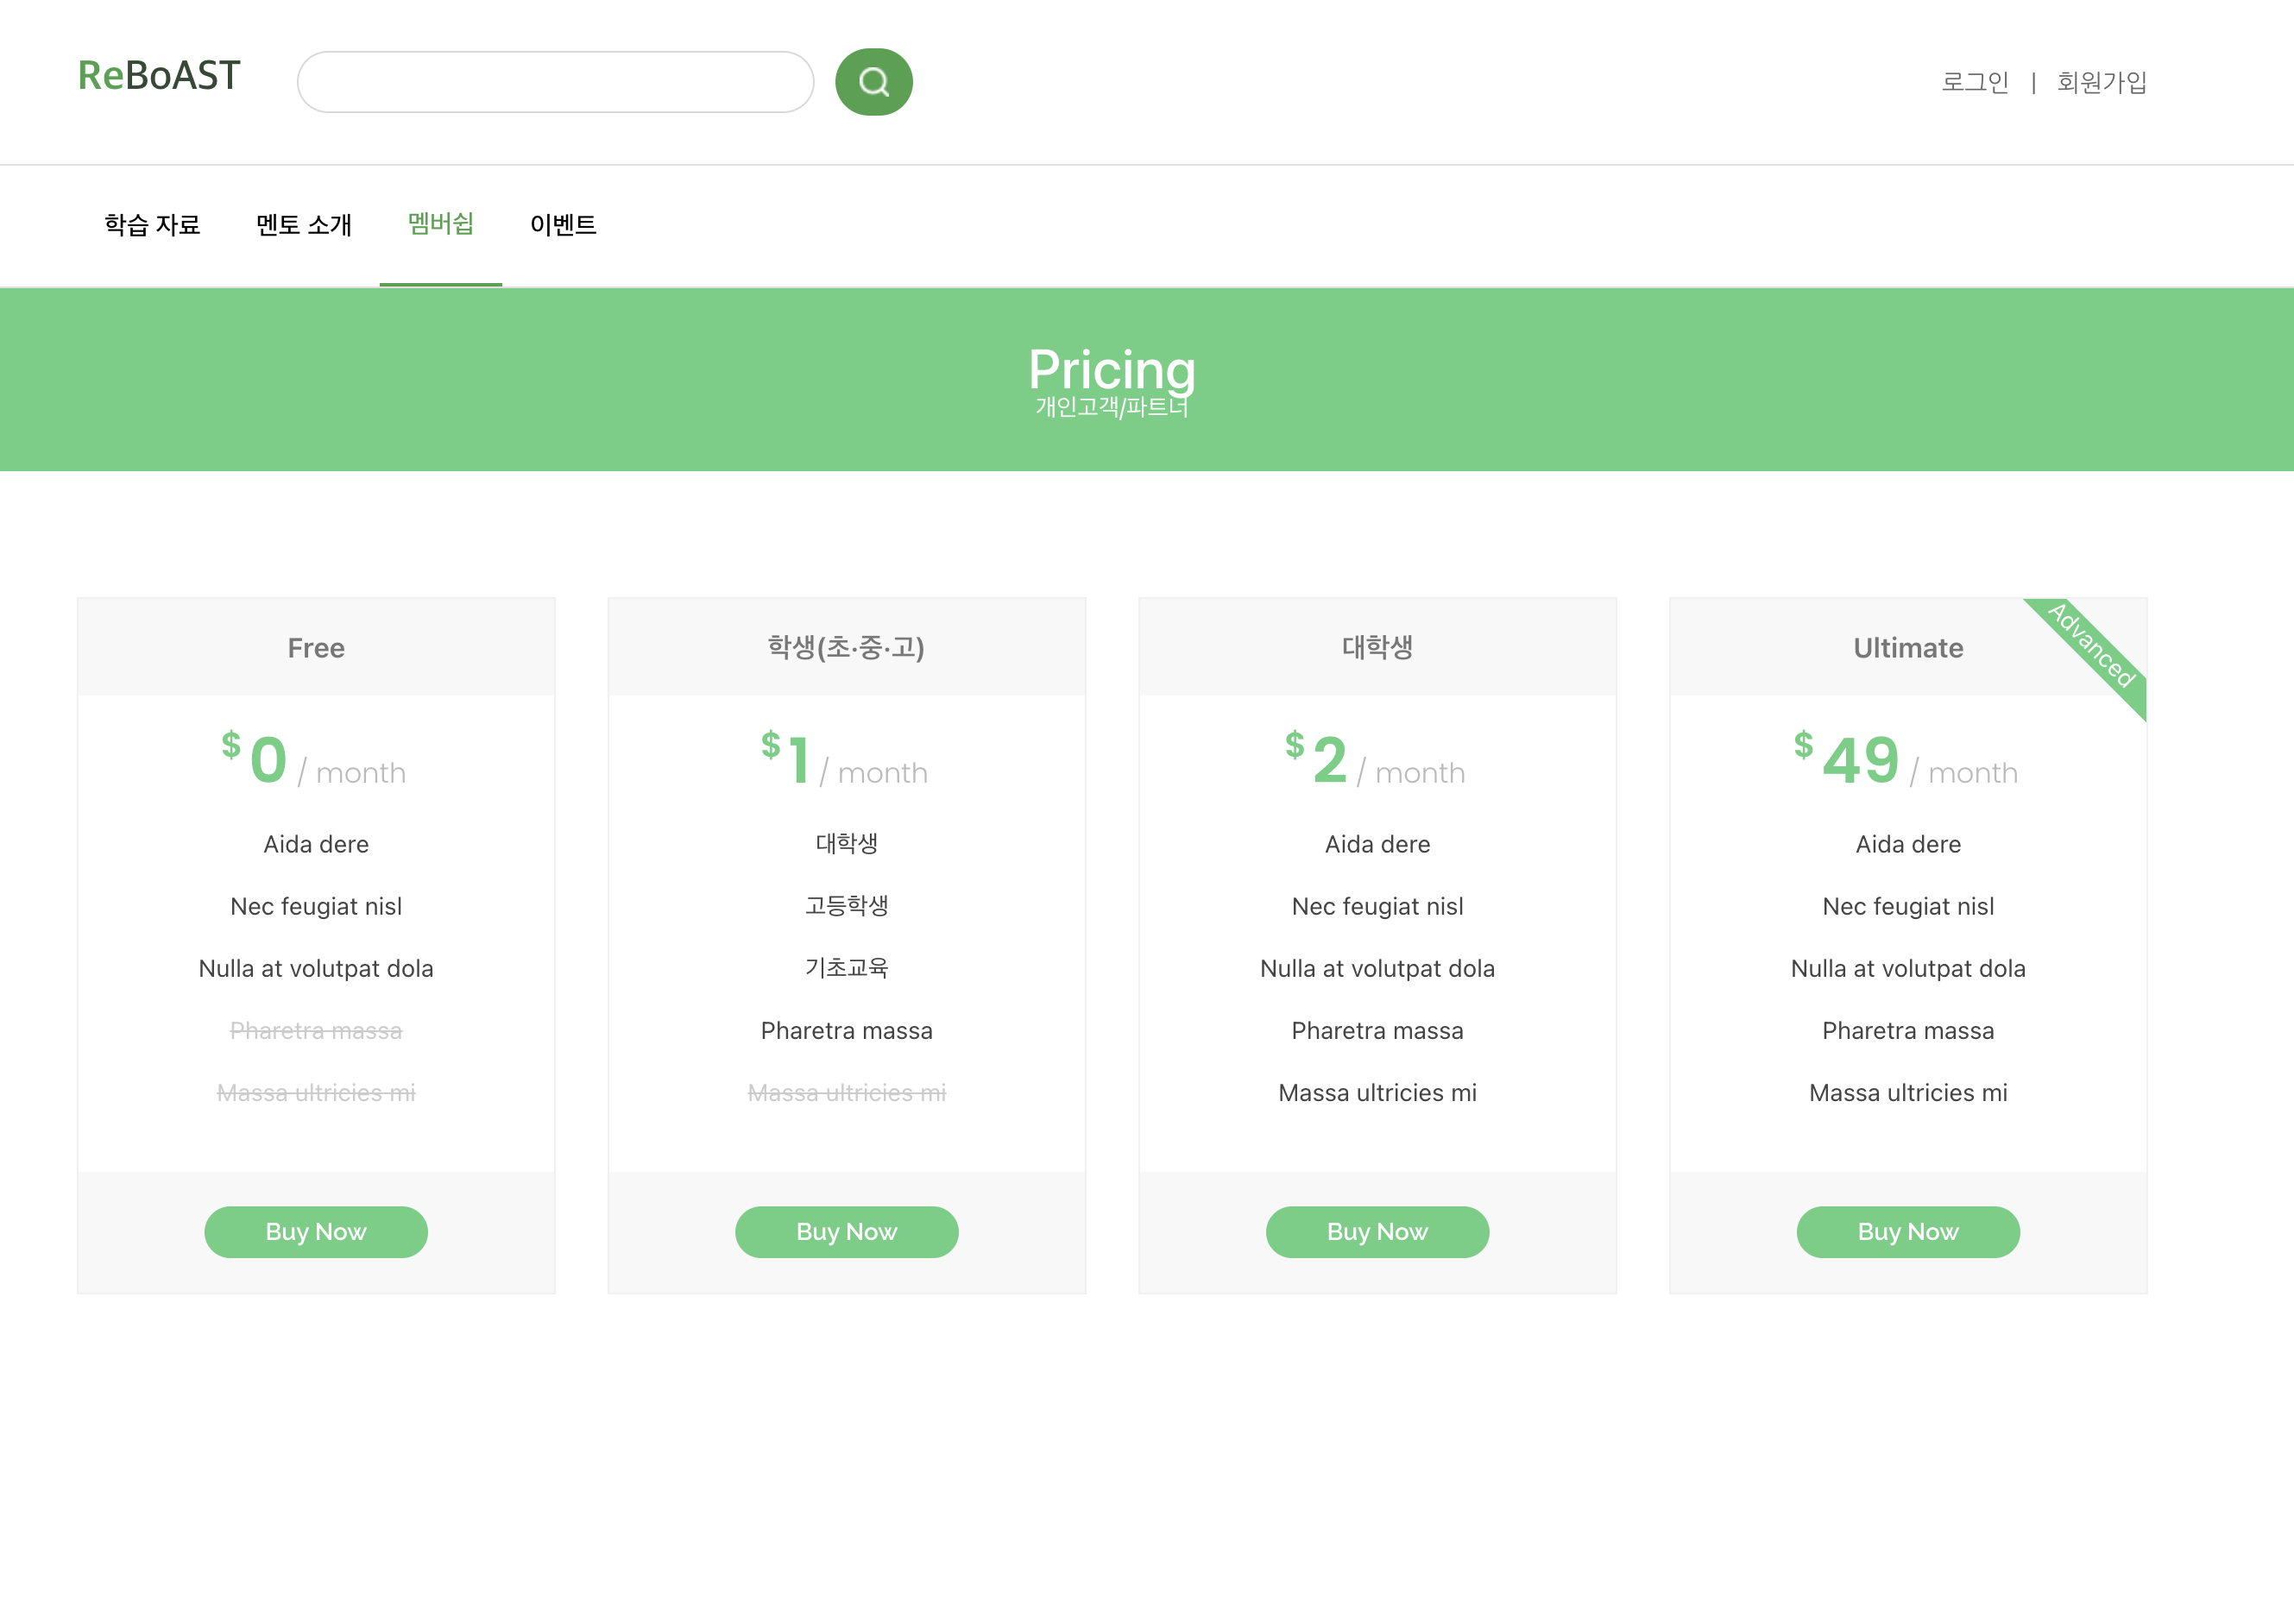 ReBoAST
로그인 | 회원가입
학습 자료 멘토 소개 멤버쉽 이벤트
Pricing
개인고객/파트너
Free
$0 / month
Aida dere
Nec feugiat nisl
Nulla at volutpat dola
Pharetra massa
Massa ultricies mi
Buy Now
학생(초·중·고)
$1 / month
대학생
고등학생
기초교육
Pharetra massa
Massa ultricies mi
Buy Now
대학생
$2 / month
Aida dere
Nec feugiat nisl
Nulla at volutpat dola
Pharetra massa
Massa ultricies mi
Buy Now
Ultimate
Advanced
$49 / month
Aida dere
Nec feugiat nisl
Nulla at volutpat dola
Pharetra massa
Massa ultricies mi
Buy Now